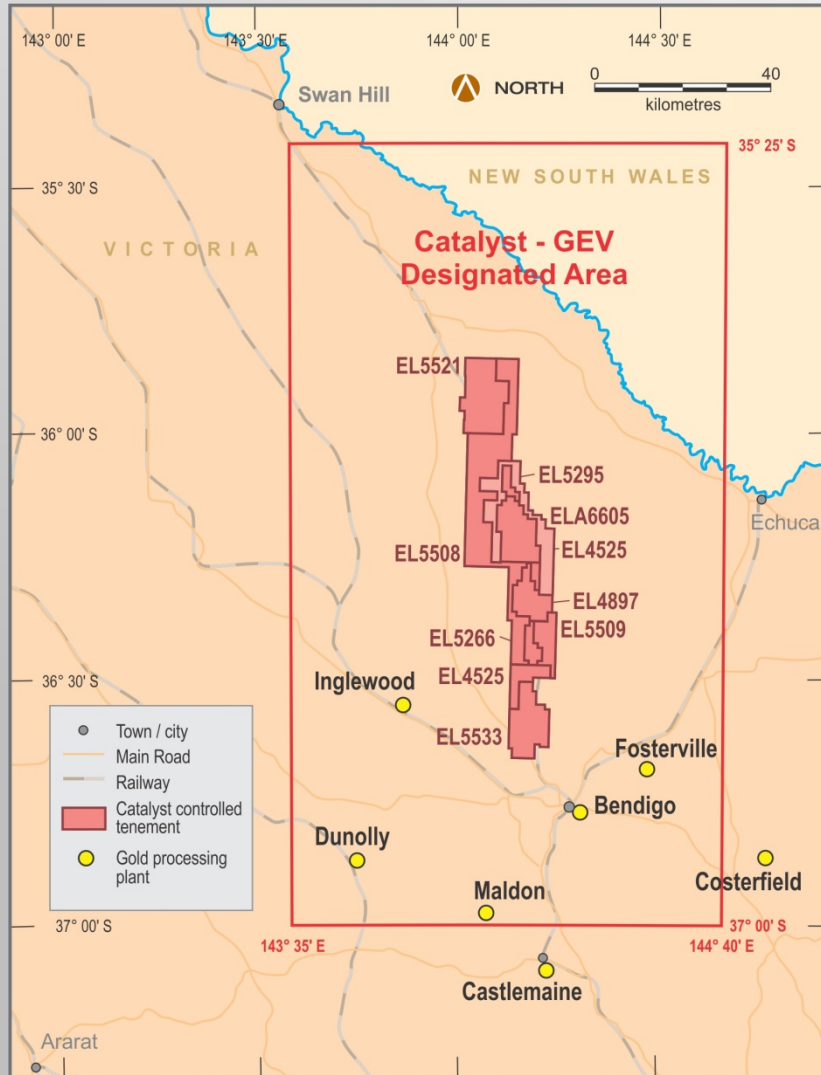 143° 00' E
143° 30' E
144° 00' E
144° 30' E
Swan Hill
NORTH
0
40
kilometres
35° 25' S
35° 30' S
NEW SOUTH WALES
VICTORIA
Catalyst - GEV
Designated Area
EL5521
36° 00' S
EL5295
ELA6605
Echuca
EL5508
EL4525
EL4897
EL5266
EL5509
EL4525
36° 30' S
Inglewood
EL5533
Town / city
Main Road
Railway
Catalyst controlled
tenement
Gold processing
plant
Fosterville
Bendigo
Dunolly
Costerfield
Maldon
37° 00' S
37° 00' S
143° 35' E
144° 40' E
Castlemaine
Ararat